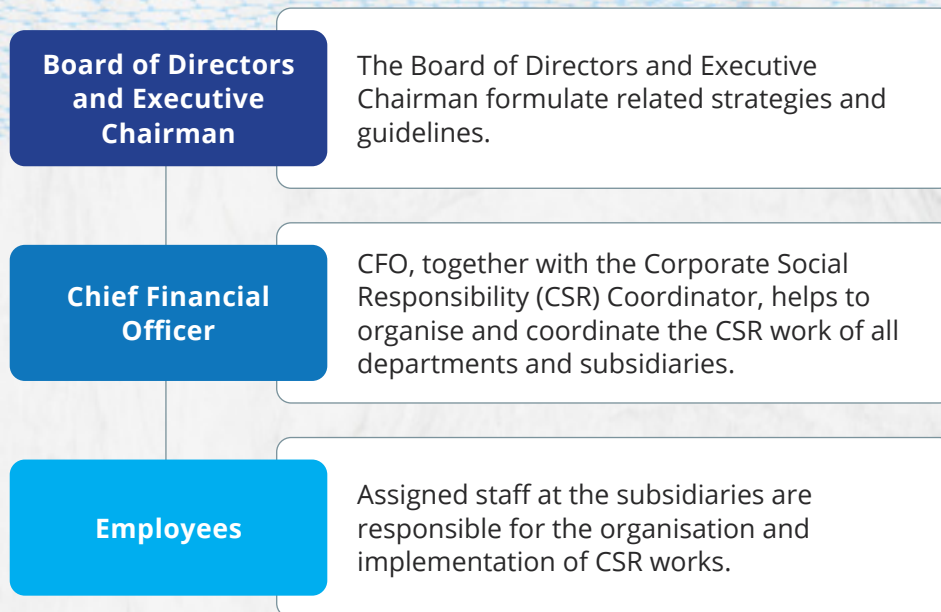 Board of Directors
and Executive
Chairman
The Board of Directors and Executive
Chairman formulate related strategies and
guidelines.
Chief Financial
Officer
CFO, together with the Corporate Social
Responsibility (CSR) Coordinator, helps to
organise and coordinate the CSR work of all
departments and subsidiaries.
Employees
Assigned staff at the subsidiaries are
responsible for the organisation and
implementation of CSR works.